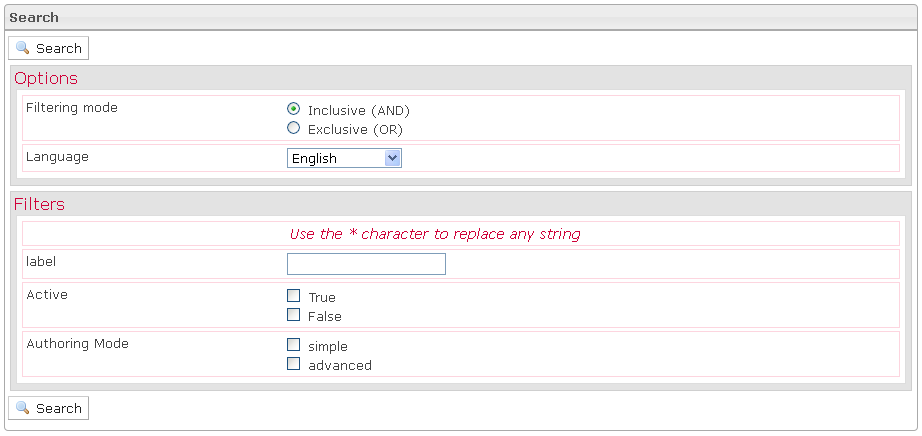 Search
Search
Options
Filtering mode
Inclusive (AND)
Exclusive (OR)
Language
English
Filters
Use the * character to replace any string
label
Active
True
False
Authoring Mode
simple
advanced
Search